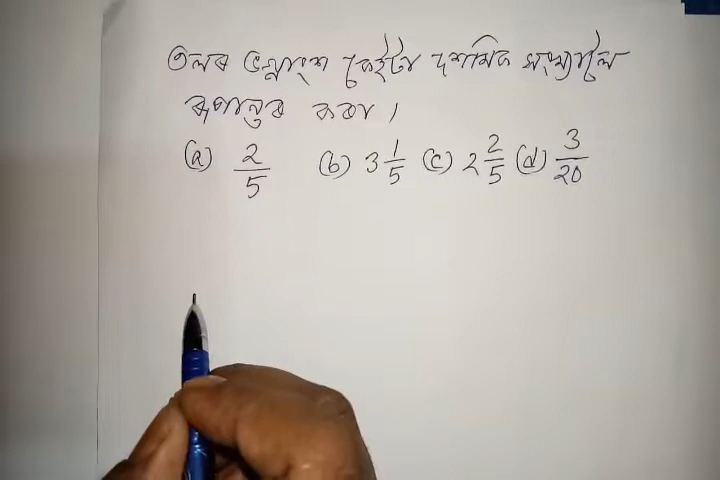 তলৰ ভগ্নাংশ কেইটা দশমিক সংখ্যালৈ
ৰূপান্তৰ কৰা ।
(a) 2/5 (b) 3 1/5 (c) 2 2/5 (d) 3/20